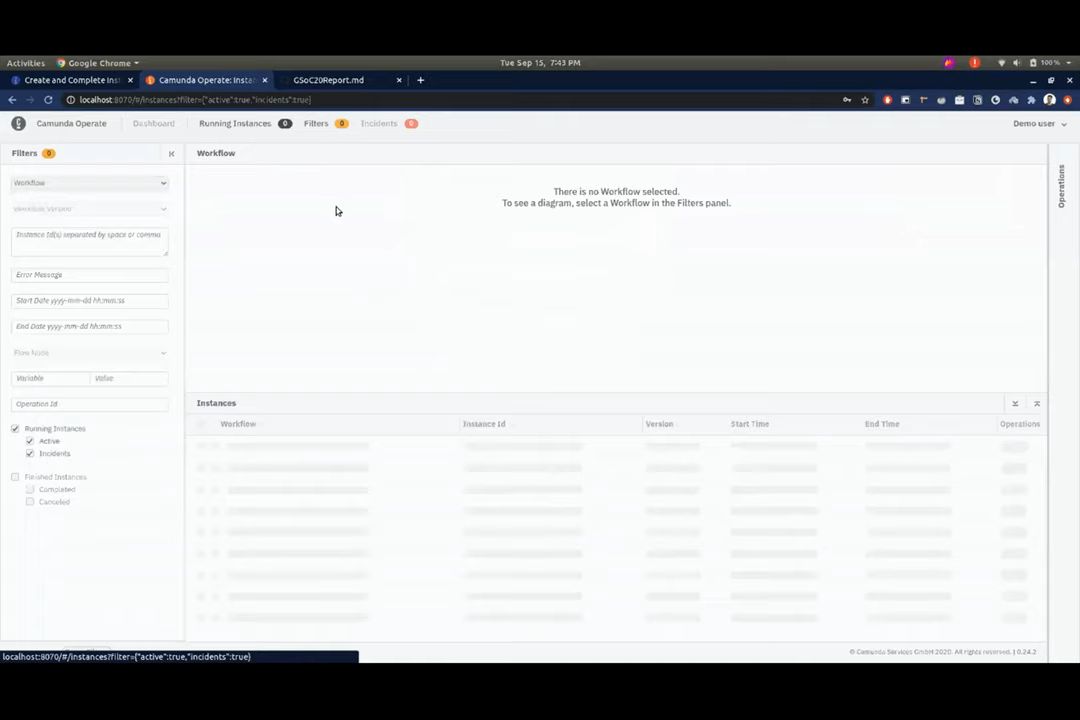 Activities Google Chrome Tue Sep 15, 7:43 PM 100%
Create and Complete Inst Camunda Operate: Instan GSoC20Report.md
localhost:8070/#/instances?filter={"active":true,"incidents":true}
Camunda Operate Dashboard Running Instances 0 Filters 0 Incidents 0 Demo user
Filters 0
Workflow
There is no Workflow selected.
To see a diagram, select a Workflow in the Filters panel.
Operations
Workflow
Workflow Version
Instance Id(s) separated by space or comma
Error Message
Start Date yyyy-mm-dd hh:mm:ss
End Date yyyy-mm-dd hh:mm:ss
Flow Node
Variable Value
Operation Id
Running Instances
Active
Incidents
Finished Instances
Completed
Canceled
Instances
Workflow Instance Id Version Start Time End Time Operations
© Camunda Services GmbH 2020. All rights reserved. | 0.24.2
localhost:8070/#/instances?filter={"active":true,"incidents":true}